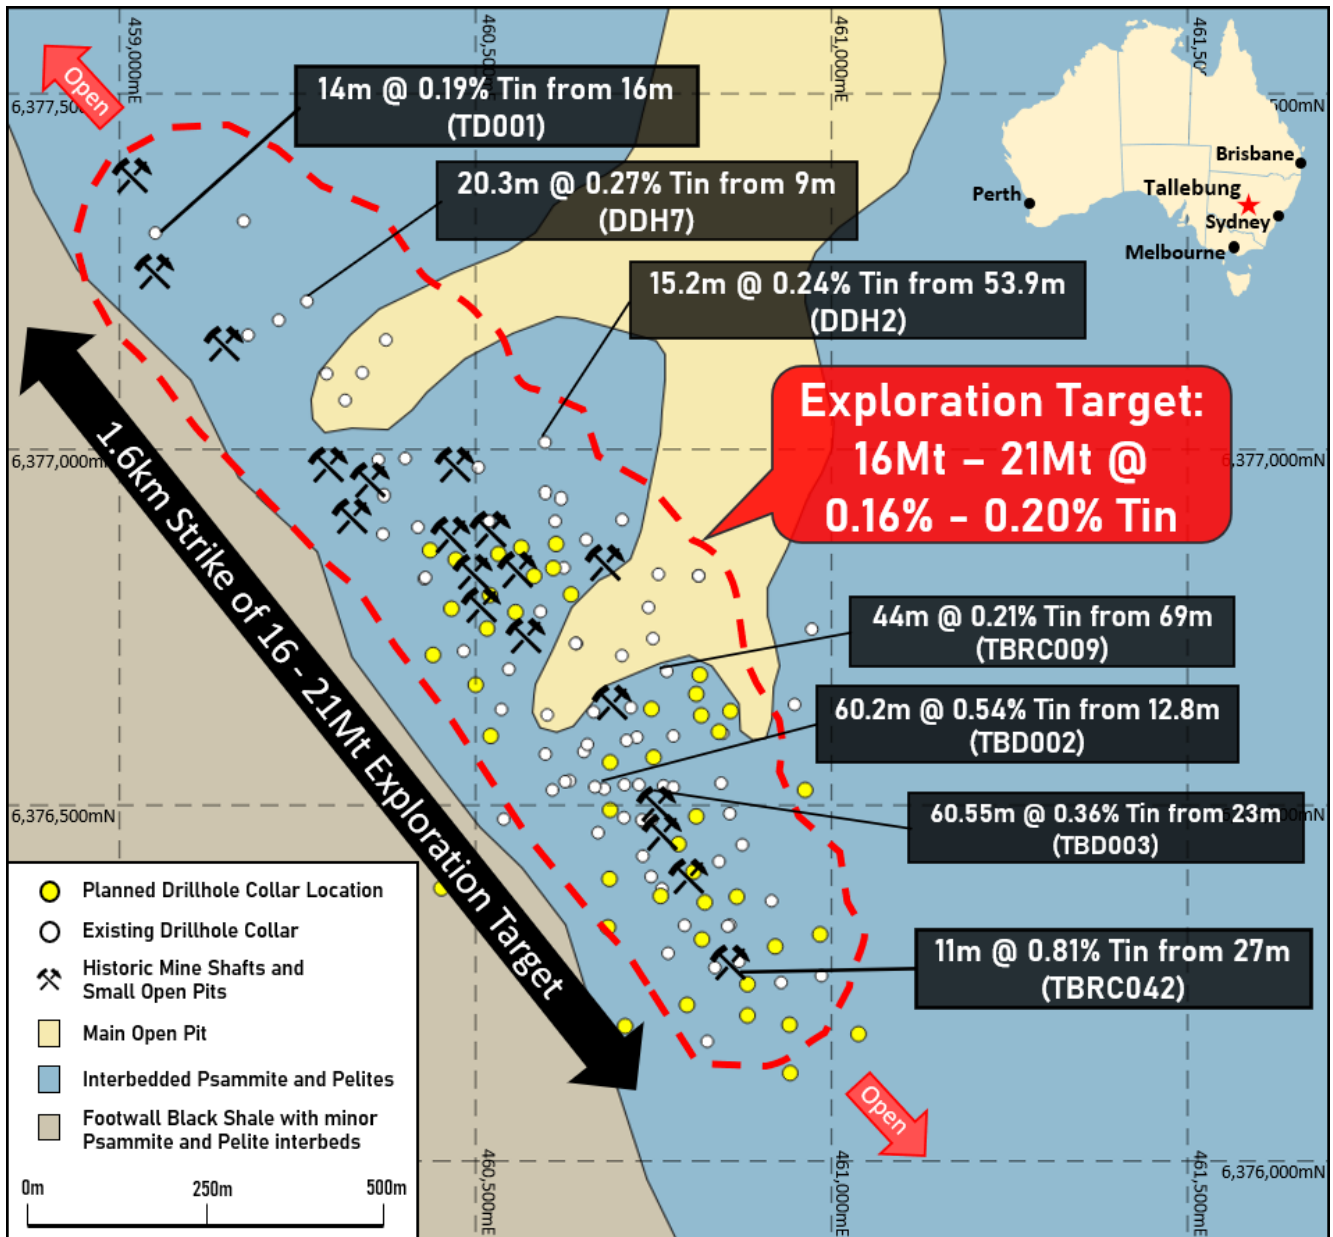 459,000mE
460,500mE
461,000mE
461,500
Open
6,377,500
500mN
14m @ 0.19% Tin from 16m
(TD001)
20.3m @ 0.27% Tin from 9m
(DDH7)
15.2m @ 0.24% Tin from 53.9m
(DDH2)
Brisbane
Tallebung
Perth
Sydney
Melbourne
Exploration Target:
16Mt – 21Mt @
0.16% – 0.20% Tin
6,377,000m
6,377,000mN
1.6km Strike of 16 - 21Mt Exploration Target
44m @ 0.21% Tin from 69m
(TBRC009)
60.2m @ 0.54% Tin from 12.8m
(TBD002)
60.55m @ 0.36% Tin from 23m
(TBD003)
6,376,500mN
11m @ 0.81% Tin from 27m
(TBRC042)
Planned Drillhole Collar Location
Existing Drillhole Collar
Historic Mine Shafts and
Small Open Pits
Main Open Pit
Interbedded Psammite and Pelites
Footwall Black Shale with minor
Psammite and Pelite interbeds
0m 250m 500m
Open
460,500mE
461,000mE
461,500mE
6,376,000mN